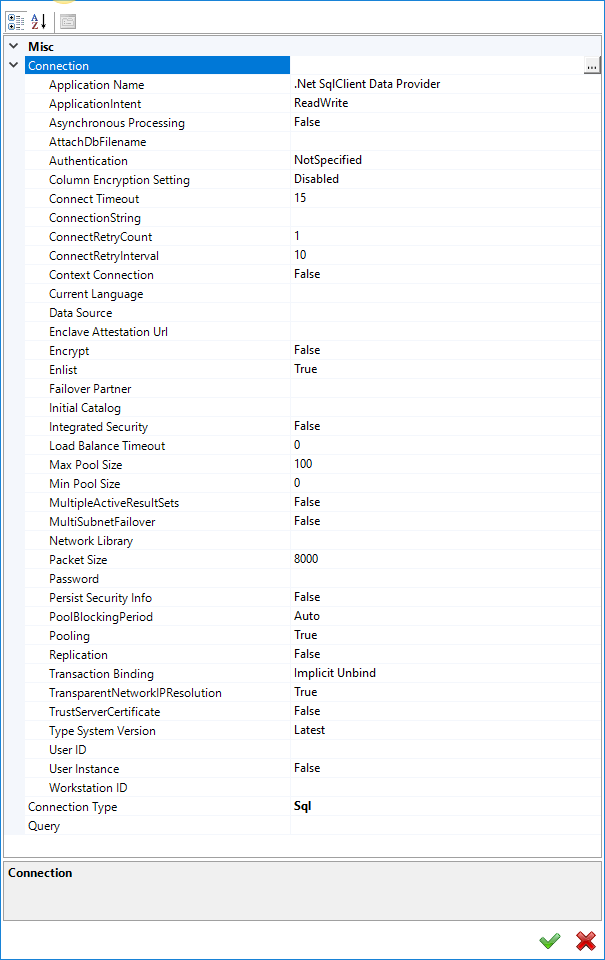 A
Z
Misc
Connection ...
Application Name .Net SqlClient Data Provider
ApplicationIntent ReadWrite
Asynchronous Processing False
AttachDbFilename
Authentication NotSpecified
Column Encryption Setting Disabled
Connect Timeout 15
ConnectionString
ConnectRetryCount 1
ConnectRetryInterval 10
Context Connection False
Current Language
Data Source
Enclave Attestation Url
Encrypt False
Enlist True
Failover Partner
Initial Catalog
Integrated Security False
Load Balance Timeout 0
Max Pool Size 100
Min Pool Size 0
MultipleActiveResultSets False
MultiSubnetFailover False
Network Library
Packet Size 8000
Password
Persist Security Info False
PoolBlockingPeriod Auto
Pooling True
Replication False
Transaction Binding Implicit Unbind
TransparentNetworkIPResolution True
TrustServerCertificate False
Type System Version Latest
User ID
User Instance False
Workstation ID
Connection Type Sql
Query
Connection